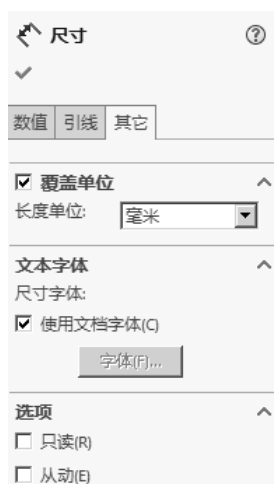 尺寸
数值 引线 其它
覆盖单位
长度单位: 毫米
文本字体
尺寸字体:
使用文档字体(C)
字体(F)...
选项
只读(R)
从动(E)